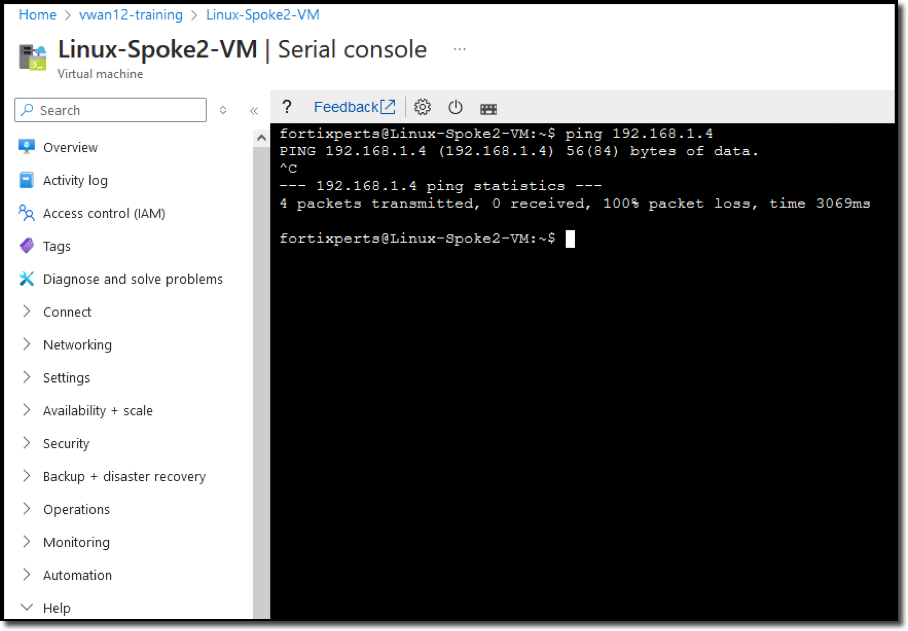 Home > vwan12-training > Linux-Spoke2-VM
Linux-Spoke2-VM | Serial console ...
Virtual machine
Search
«
? Feedback
Overview
Activity log
Access control (IAM)
Tags
Diagnose and solve problems
Connect
Networking
Settings
Availability + scale
Security
Backup + disaster recovery
Operations
Monitoring
Automation
Help
fortixperts@Linux-Spoke2-VM:~$ ping 192.168.1.4
PING 192.168.1.4 (192.168.1.4) 56(84) bytes of data.
^C
--- 192.168.1.4 ping statistics ---
4 packets transmitted, 0 received, 100% packet loss, time 3069ms
fortixperts@Linux-Spoke2-VM:~$